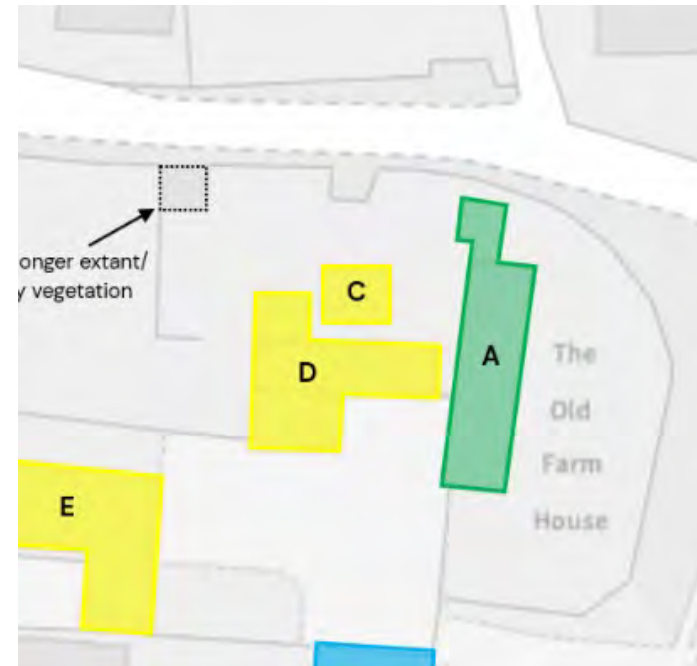 onger extant/
y vegetation
C
D
A
The
Old
Farm
House
E